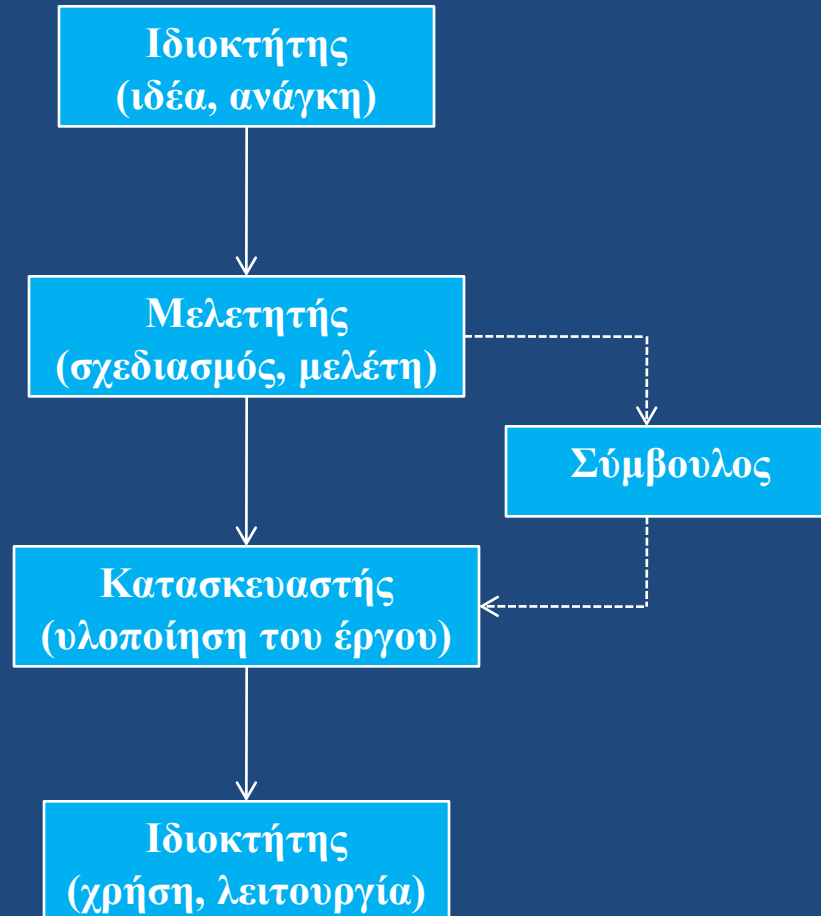 Ιδιοκτήτης
(ιδέα, ανάγκη)
Μελετητής
(σχεδιασμός, μελέτη)
Σύμβουλος
Κατασκευαστής
(υλοποίηση του έργου)
Ιδιοκτήτης
(χρήση, λειτουργία)